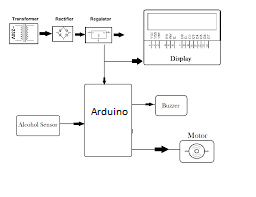 Transformer Rectifier Regulator
Display
Arduino
Buzzer
Alcohol Sensor
Motor